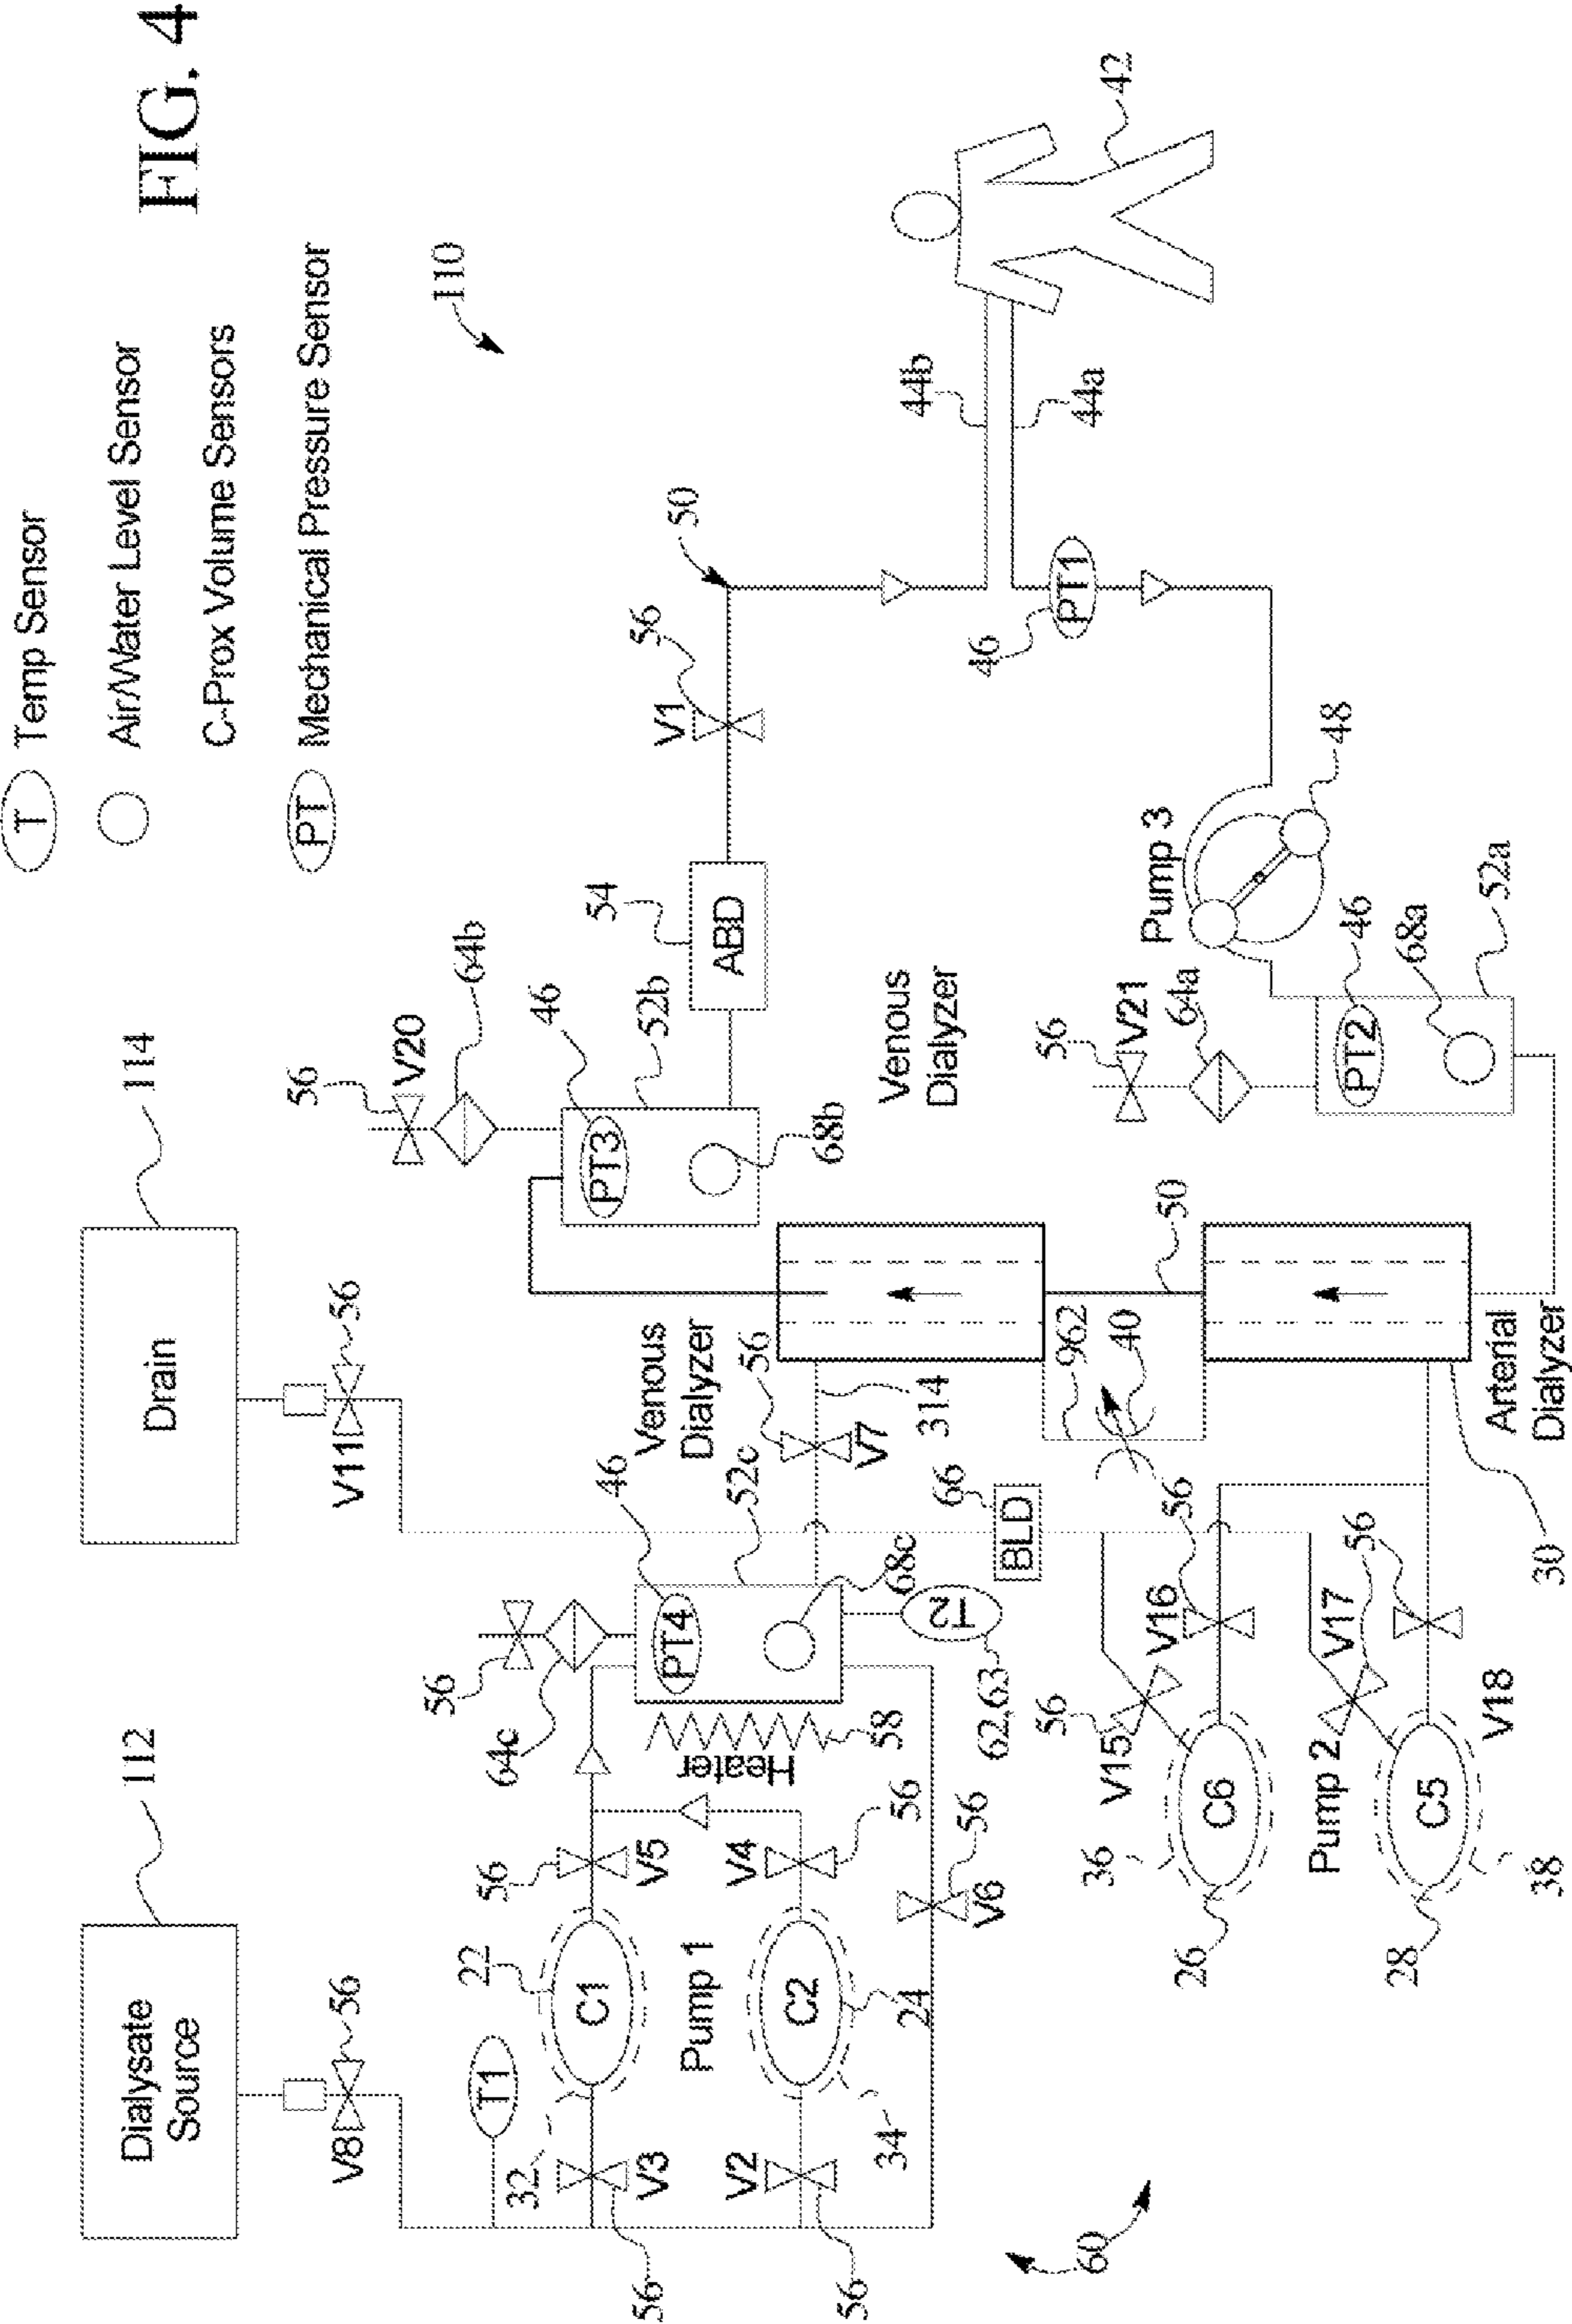 FIG. 4
T Temp Sensor
Air/Water Level Sensor
C-Prox Volume Sensors
PT Mechanical Pressure Sensor
110
112
Dialysate
Source
114
Drain
V8
56
V11
56
T1
32
22
C1
V3
56
56
V5
Pump 1
V2
56
34
C2
24
V4
56
V6
56
60
64c
56
PT4
46
52c
Heater
58
68c
T2
62,63
Venous
Dialyzer
56
V7
314
66
BLD
962
40
50
56
V20
64b
46
PT3
52b
68b
54
ABD
V1
56
50
44b
44a
42
46
PT1
Venous
Dialyzer
Pump 3
48
56
V21
64a
46
PT2
68a
52a
Arterial
Dialyzer
30
56
V15
V16
56
36
C6
26
Pump 2
V17
56
C5
28
38
V18